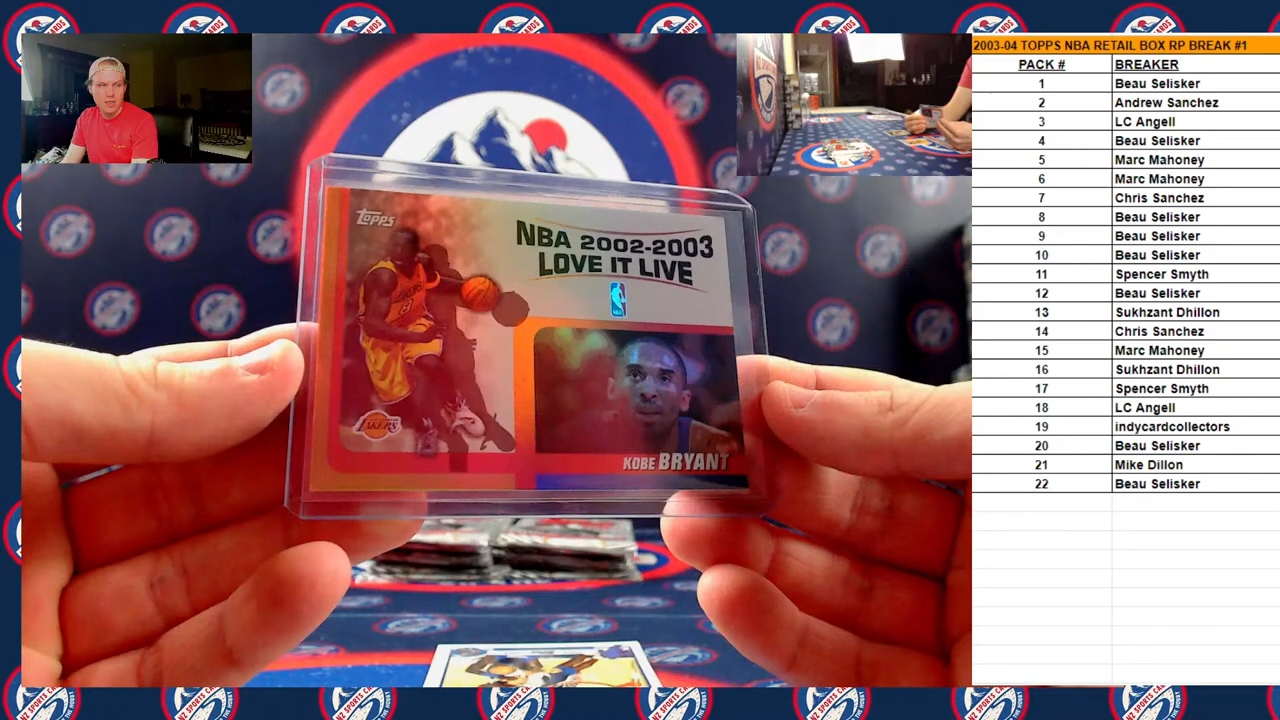 TOPPS
NBA 2002-2003
LOVE IT LIVE
LAKERS
KOBE BRYANT
2003-04 TOPPS NBA RETAIL BOX RP BREAK #1
PACK # BREAKER
1 Beau Selisker
2 Andrew Sanchez
3 LC Angell
4 Beau Selisker
5 Marc Mahoney
6 Marc Mahoney
7 Chris Sanchez
8 Beau Selisker
9 Beau Selisker
10 Beau Selisker
11 Spencer Smyth
12 Beau Selisker
13 Sukhzant Dhillon
14 Chris Sanchez
15 Marc Mahoney
16 Sukhzant Dhillon
17 Spencer Smyth
18 LC Angell
19 indycardcollectors
20 Beau Selisker
21 Mike Dillon
22 Beau Selisker